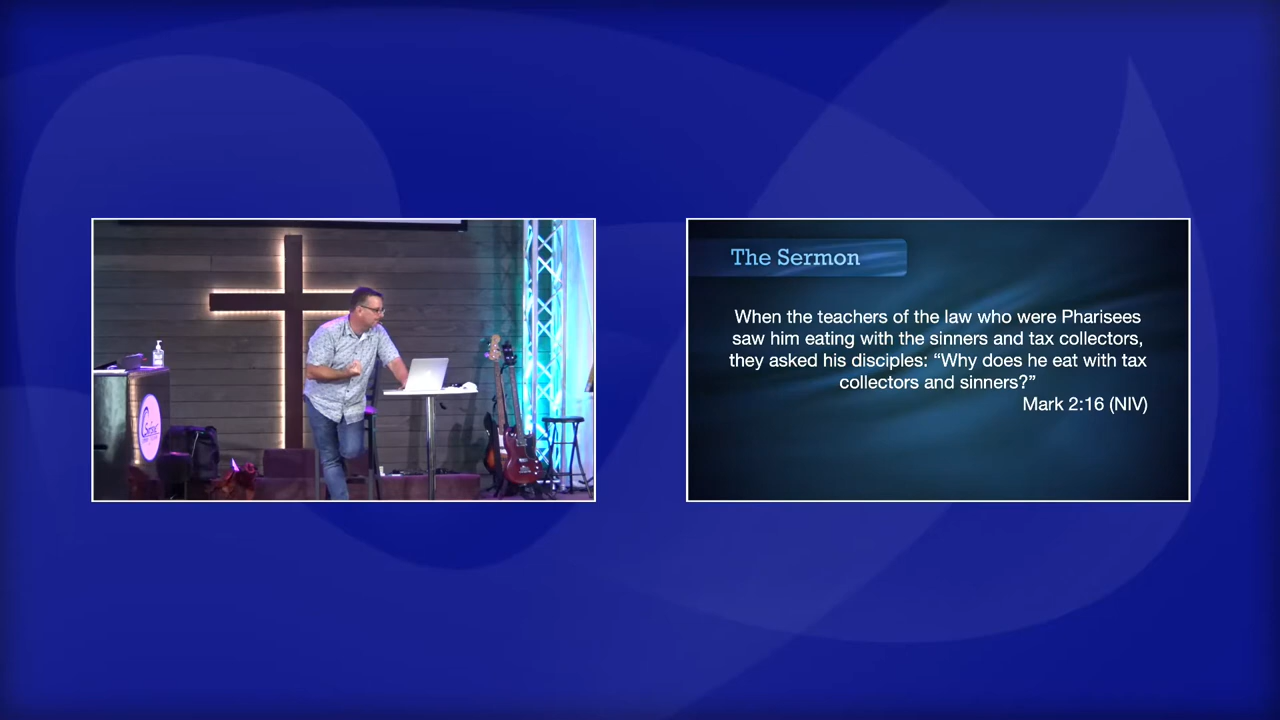 The Sermon
When the teachers of the law who were Pharisees
saw him eating with the sinners and tax collectors,
they asked his disciples: “Why does he eat with tax
collectors and sinners?”
Mark 2:16 (NIV)